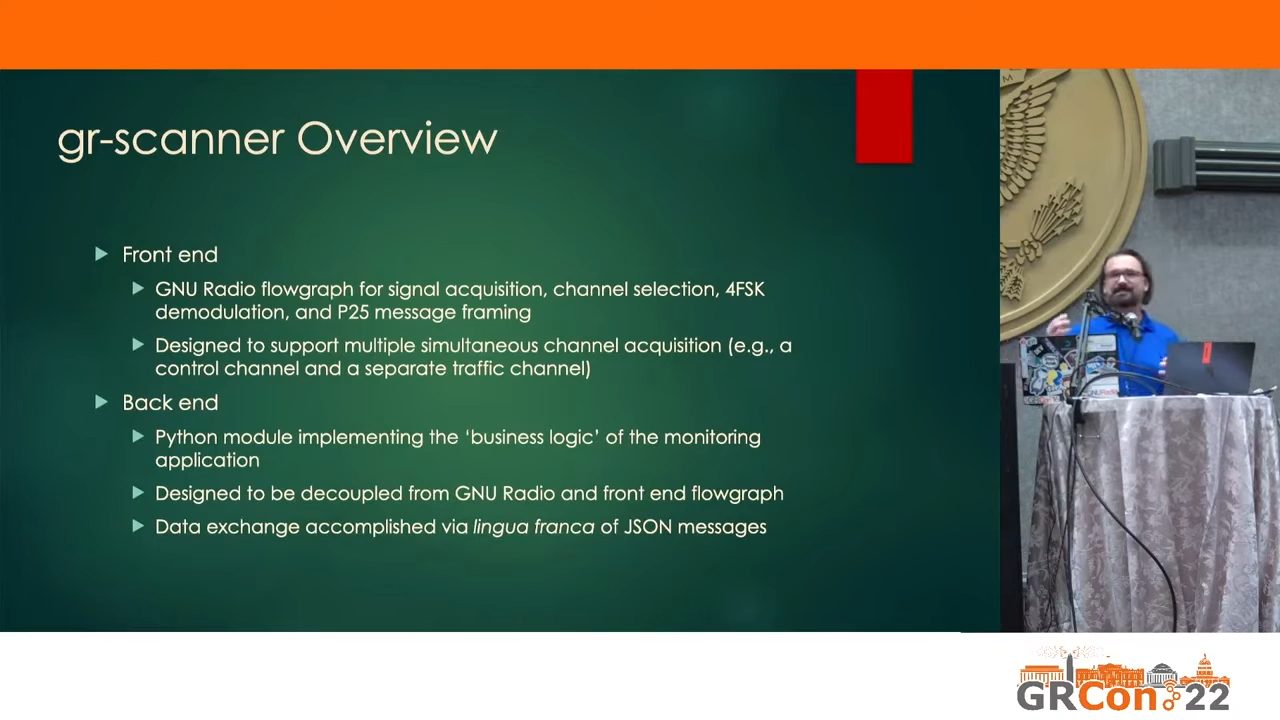 gr-scanner Overview
Front end
GNU Radio flowgraph for signal acquisition, channel selection, 4FSK
demodulation, and P25 message framing
Designed to support multiple simultaneous channel acquisition (e.g., a
control channel and a separate traffic channel)
Back end
Python module implementing the ‘business logic’ of the monitoring
application
Designed to be decoupled from GNU Radio and front end flowgraph
Data exchange accomplished via lingua franca of JSON messages
GRCon 22